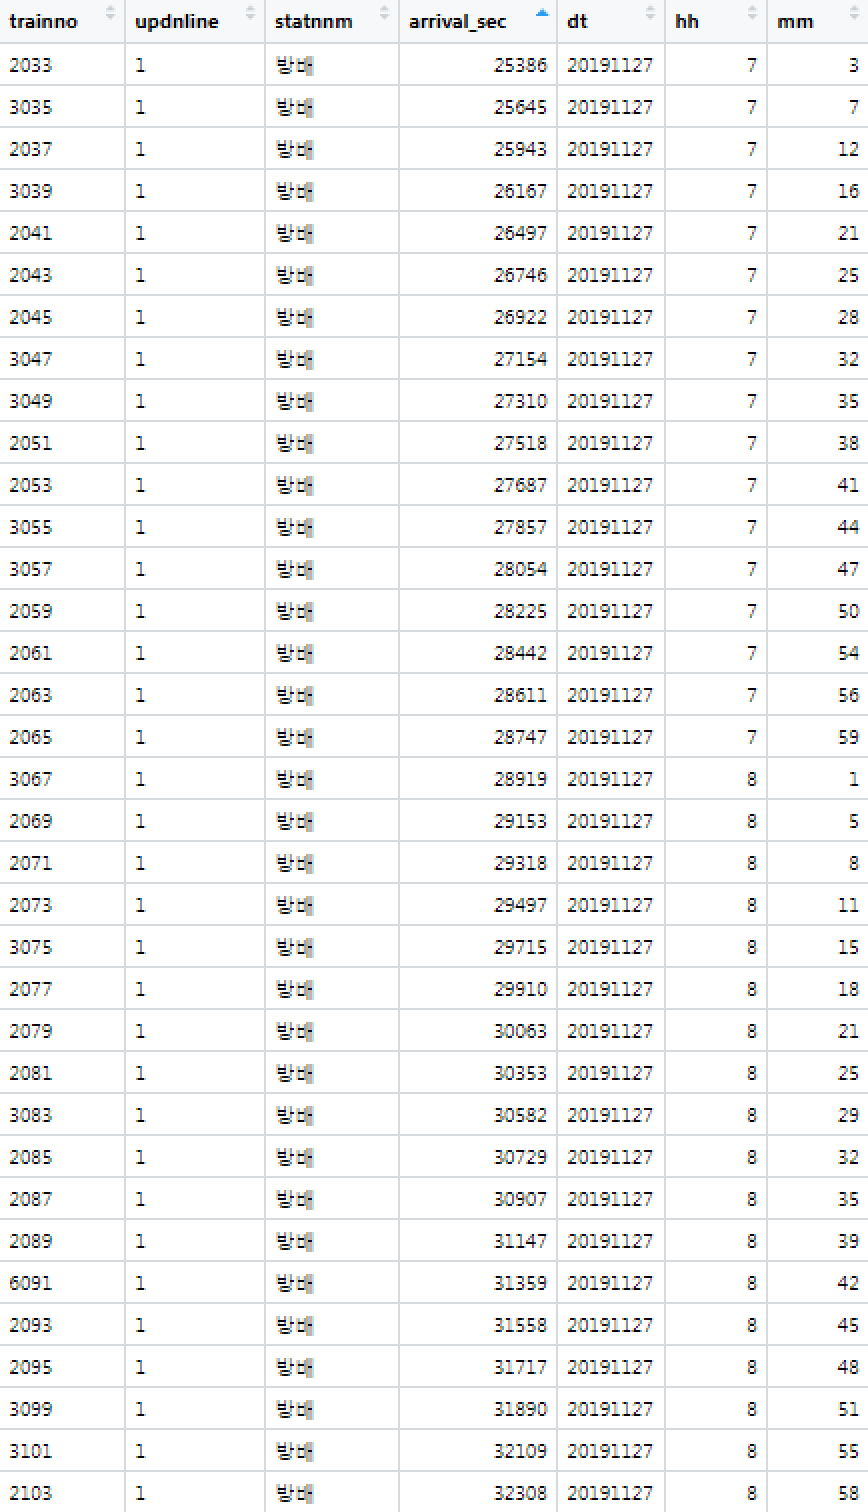 trainno updnline statnnm arrival_sec dt hh mm
2033 1 방배 25386 20191127 7 3
3035 1 방배 25645 20191127 7 7
2037 1 방배 25943 20191127 7 12
3039 1 방배 26167 20191127 7 16
2041 1 방배 26497 20191127 7 21
2043 1 방배 26746 20191127 7 25
2045 1 방배 26922 20191127 7 28
3047 1 방배 27154 20191127 7 32
3049 1 방배 27310 20191127 7 35
2051 1 방배 27518 20191127 7 38
2053 1 방배 27687 20191127 7 41
3055 1 방배 27857 20191127 7 44
3057 1 방배 28054 20191127 7 47
2059 1 방배 28225 20191127 7 50
2061 1 방배 28442 20191127 7 54
2063 1 방배 28611 20191127 7 56
2065 1 방배 28747 20191127 7 59
3067 1 방배 28919 20191127 8 1
2069 1 방배 29153 20191127 8 5
2071 1 방배 29318 20191127 8 8
2073 1 방배 29497 20191127 8 11
3075 1 방배 29715 20191127 8 15
2077 1 방배 29910 20191127 8 18
2079 1 방배 30063 20191127 8 21
2081 1 방배 30353 20191127 8 25
3083 1 방배 30582 20191127 8 29
2085 1 방배 30729 20191127 8 32
2087 1 방배 30907 20191127 8 35
2089 1 방배 31147 20191127 8 39
6091 1 방배 31359 20191127 8 42
2093 1 방배 31558 20191127 8 45
2095 1 방배 31717 20191127 8 48
3099 1 방배 31890 20191127 8 51
3101 1 방배 32109 20191127 8 55
2103 1 방배 32308 20191127 8 58